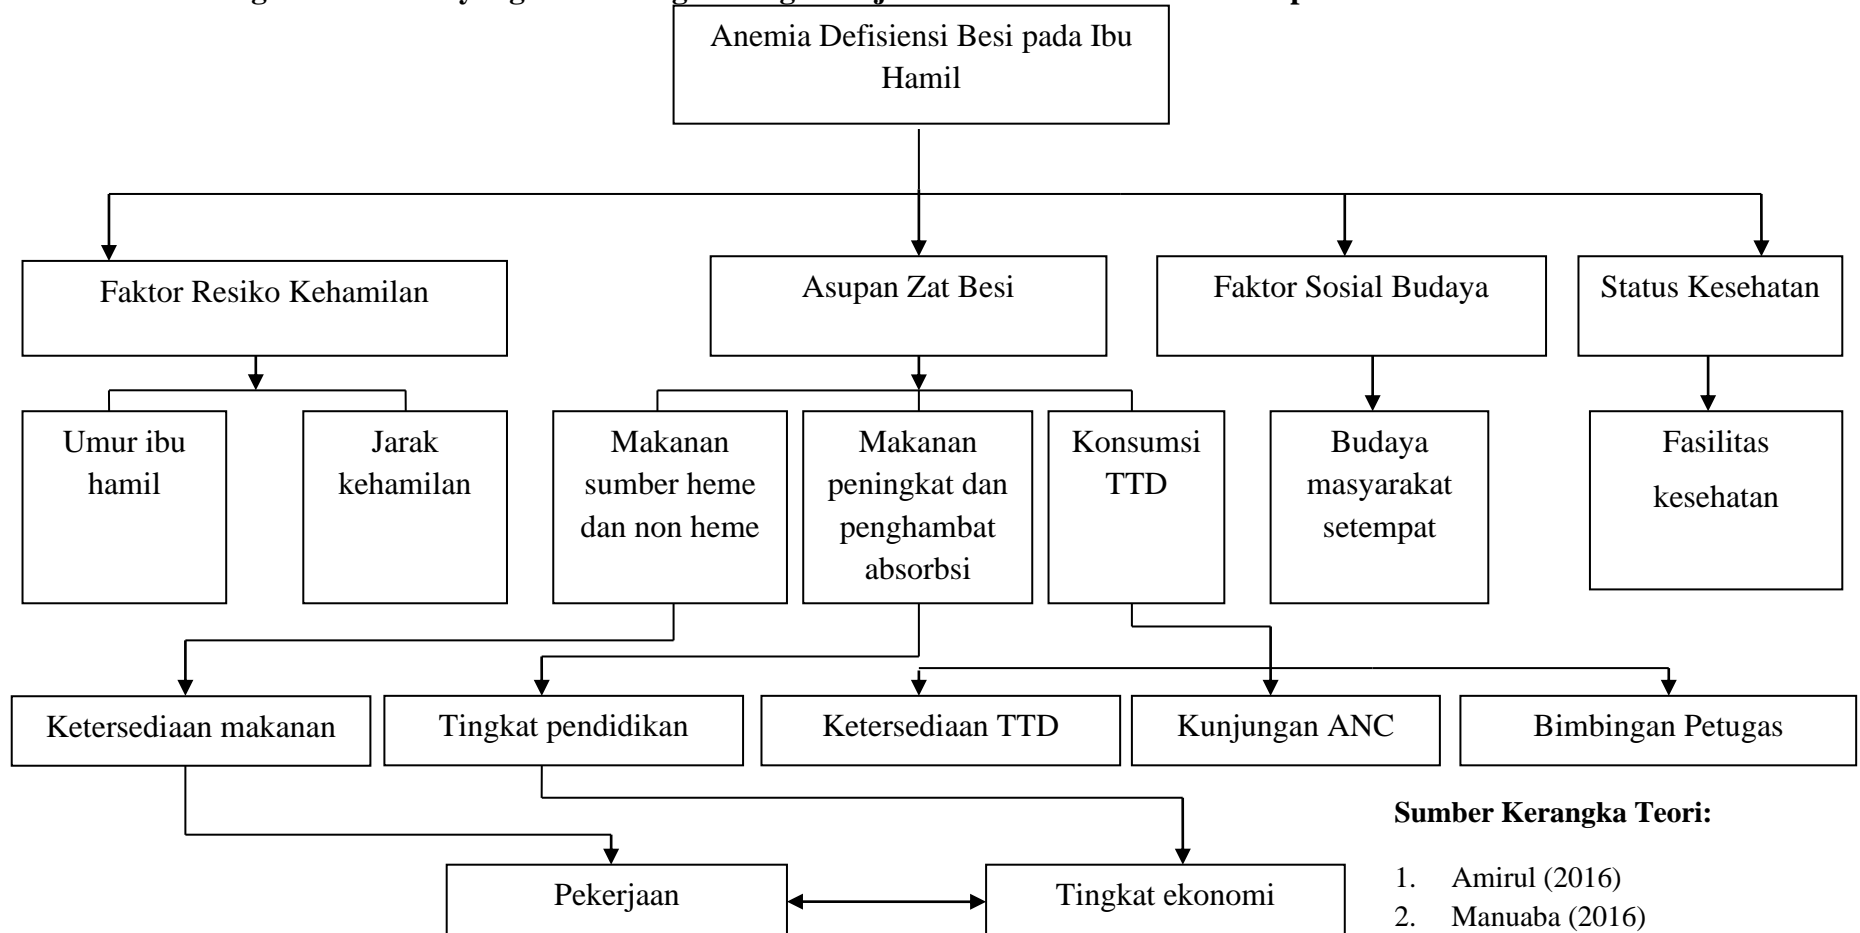 Anemia Defisiensi Besi pada Ibu
Hamil
Faktor Resiko Kehamilan
Asupan Zat Besi
Faktor Sosial Budaya
Status Kesehatan
Umur ibu
hamil
Jarak
kehamilan
Makanan
sumber heme
dan non heme
Makanan
peningkat dan
penghambat
absorbsi
Konsumsi
TTD
Budaya
masyarakat
setempat
Fasilitas
kesehatan
Ketersediaan makanan
Tingkat pendidikan
Ketersediaan TTD
Kunjungan ANC
Bimbingan Petugas
Pekerjaan
Tingkat ekonomi
Sumber Kerangka Teori:
1. Amirul (2016)
2. Manuaba (2016)